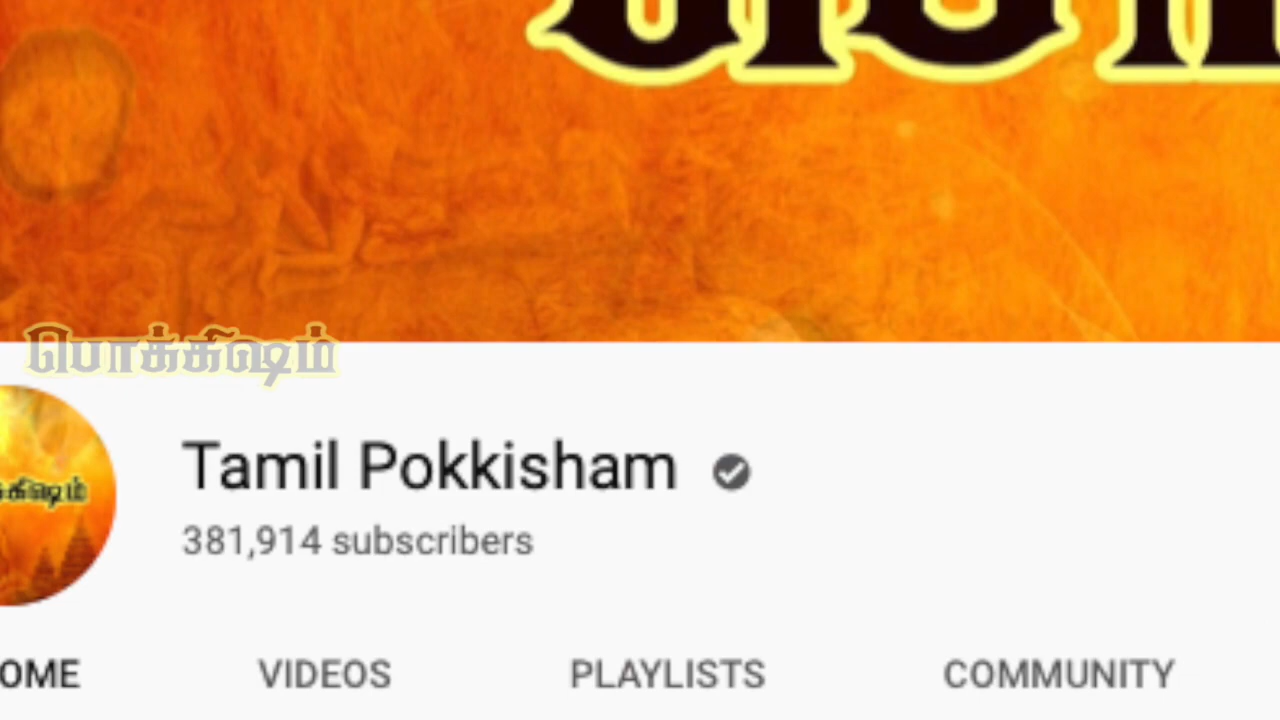 பொக்கிஷம்
Tamil Pokkisham
381,914 subscribers
OME VIDEOS PLAYLISTS COMMUNITY